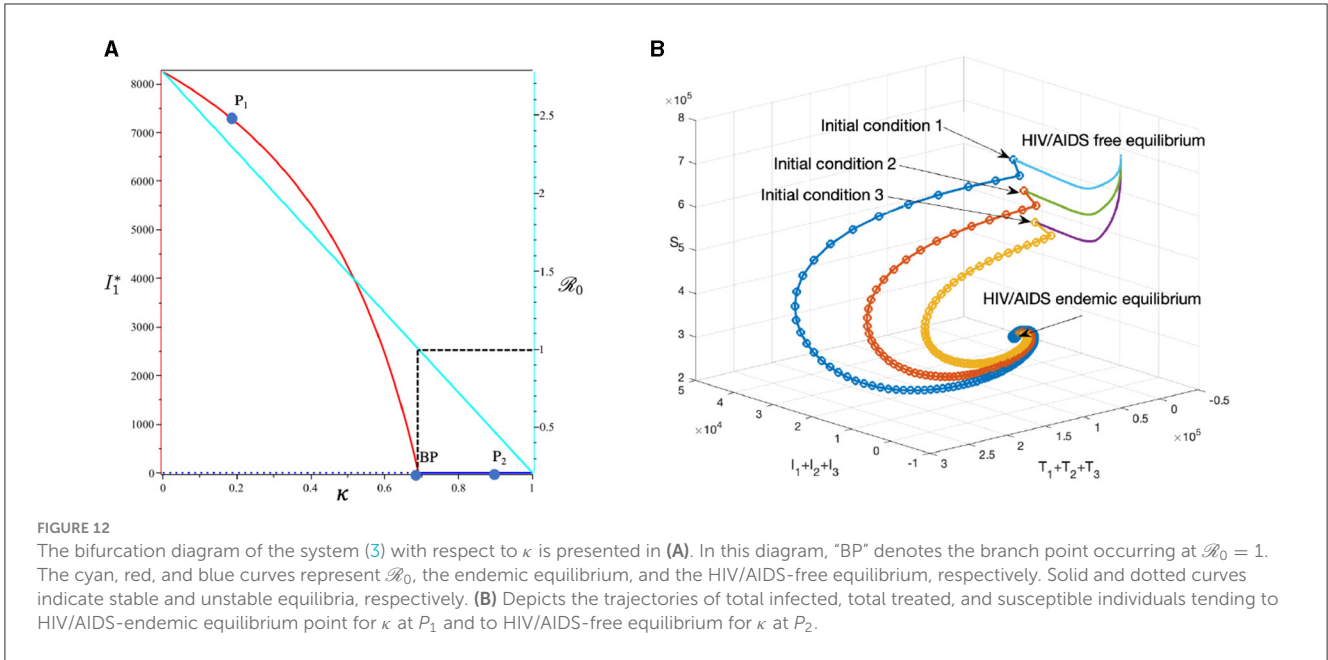 A
8000
7000
6000
5000
4000
3000
2000
1000
0
I₁*
P₁
2.5
2
1.5
ℛ₀
1
0.5
BP
P₂
0
0.2
0.4
0.6
0.8
1
κ
B
×10⁵
8
7
6
S
5
4
3
2
Initial condition 1
Initial condition 2
Initial condition 3
HIV/AIDS free equilibrium
HIV/AIDS endemic equilibrium
5
4
3
2
1
0
-1
×10⁴
I₁+I₂+I₃
3
2.5
2
1.5
1
0.5
0
-0.5
×10⁵
T₁+T₂+T₃
FIGURE 12
The bifurcation diagram of the system (3) with respect to κ is presented in (A). In this diagram, “BP” denotes the branch point occurring at ℛ₀ = 1.
The cyan, red, and blue curves represent ℛ₀, the endemic equilibrium, and the HIV/AIDS-free equilibrium, respectively. Solid and dotted curves
indicate stable and unstable equilibria, respectively. (B) Depicts the trajectories of total infected, total treated, and susceptible individuals tending to
HIV/AIDS-endemic equilibrium point for κ at P₁ and to HIV/AIDS-free equilibrium for κ at P₂.